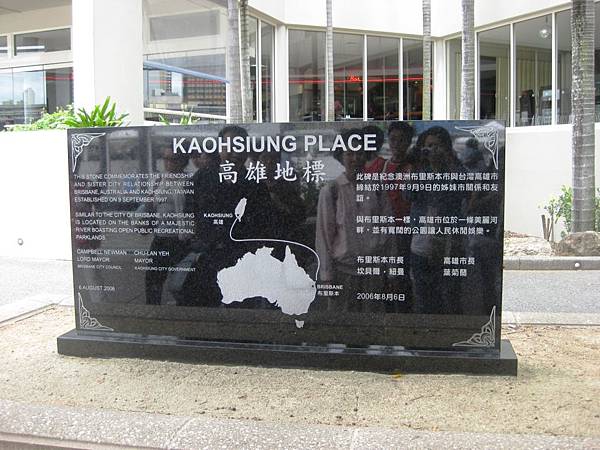 KAOHSIUNG PLACE
高雄地標
THIS STONE COMMEMORATES THE FRIENDSHIP
AND SISTER CITY RELATIONSHIP BETWEEN
BRISBANE, AUSTRALIA AND KAOHSIUNG, TAIWAN
ESTABLISHED ON 9 SEPTEMBER 1997.
SIMILAR TO THE CITY OF BRISBANE, KAOHSIUNG
IS LOCATED ON THE BANKS OF A MAJESTIC
RIVER BOASTING OPEN PUBLIC RECREATIONAL
PARKLANDS.
CAMPBELL NEWMAN
LORD MAYOR
BRISBANE CITY COUNCIL
CHU-LAN YEH
MAYOR
KAOHSIUNG CITY GOVERNMENT
6 AUGUST 2006
KAOHSIUNG
高雄
BRISBANE
布里斯本
此碑是紀念澳洲布里斯本市與台灣高雄市
締結於1997年9月9日的姊妹市關係和友
誼。
與布里斯本一樣，高雄市位於一條美麗河
畔，並有寬闊的公園讓人民休閒娛樂。
布里斯本市長
坎貝爾・紐曼
高雄市長
葉菊蘭
2006年8月6日